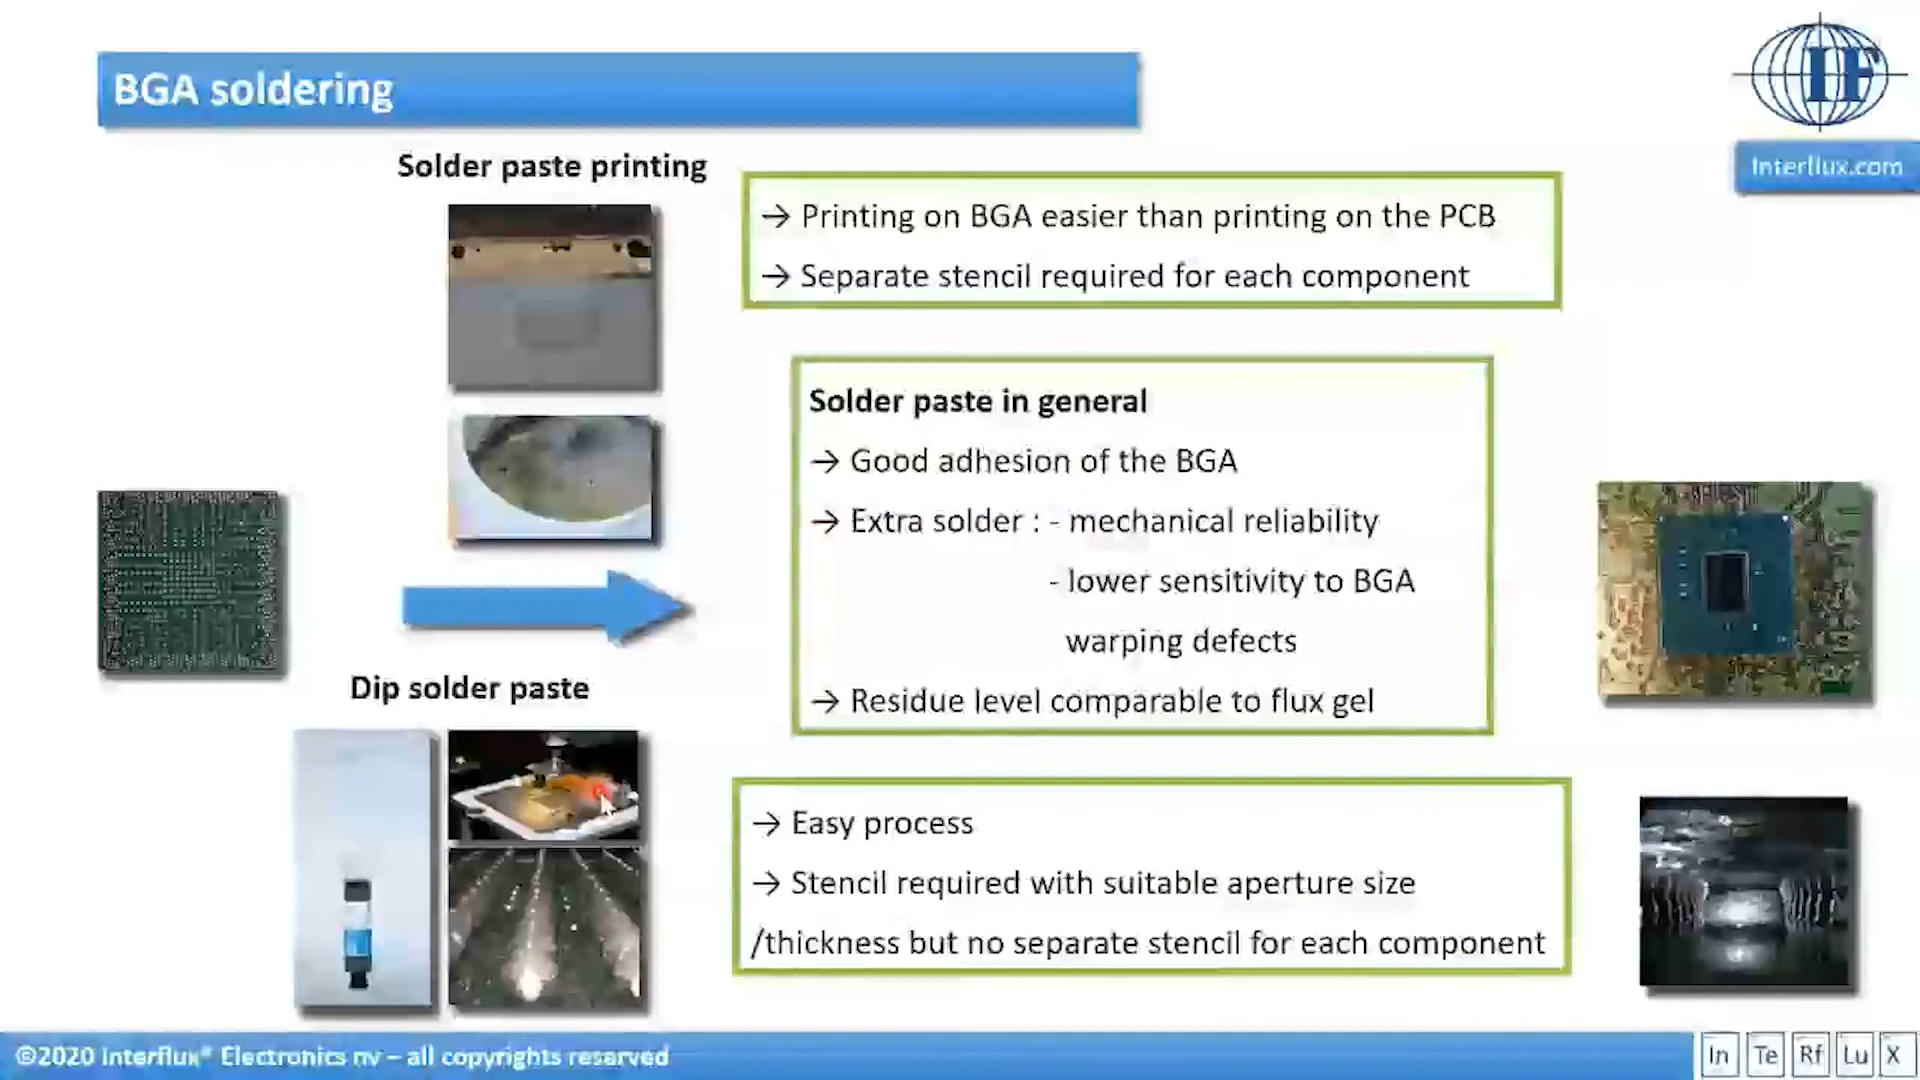 BGA soldering
IF
Interflux.com
Solder paste printing
→ Printing on BGA easier than printing on the PCB
→ Separate stencil required for each component
Solder paste in general
→ Good adhesion of the BGA
→ Extra solder : - mechanical reliability
- lower sensitivity to BGA
warping defects
→ Residue level comparable to flux gel
Dip solder paste
→ Easy process
→ Stencil required with suitable aperture size
/thickness but no separate stencil for each component
©2020 Interflux® Electronics nv – all copyrights reserved
In Te Rf Lu X